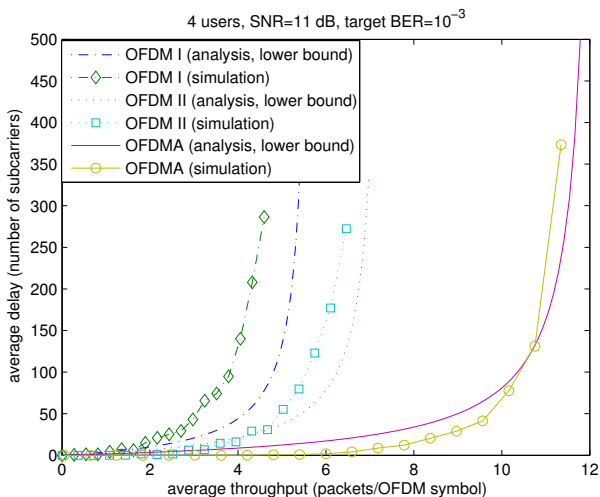 4 users, SNR=11 dB, target BER=10^-3
500
450
400
350
300
250
200
150
100
50
0
average delay (number of subcarriers)
OFDM I (analysis, lower bound)
OFDM I (simulation)
OFDM II (analysis, lower bound)
OFDM II (simulation)
OFDMA (analysis, lower bound)
OFDMA (simulation)
0 2 4 6 8 10 12
average throughput (packets/OFDM symbol)